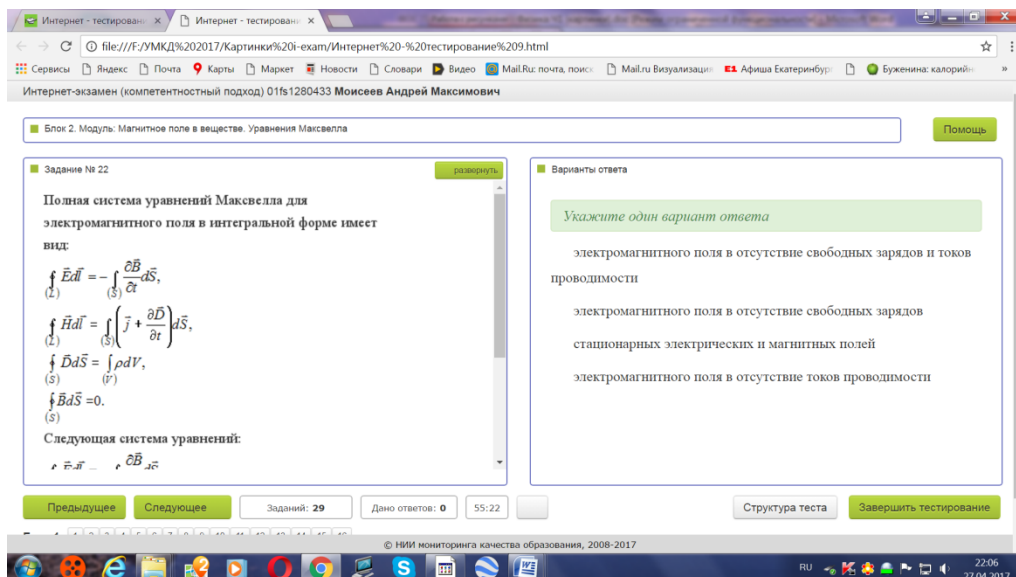 Интернет - тестировани
Интернет - тестировани
file:///F:/УМКД%202017/Картинки%20i-exam/Интернет%20-%20тестирование%209.html
Сервисы Яндекс Почта Карты Маркет Новости Словари Видео Mail.Ru: почта, поиск Mail.ru Визуализация E1 Афиша Екатеринбург Буженина: калорийн »
Интернет-экзамен (компетентностный подход) 01fs1280433 Моисеев Андрей Максимович
Блок 2. Модуль: Магнитное поле в веществе. Уравнения Максвелла
Помощь
Задание № 22
развернуть
Полная система уравнений Максвелла для
электромагнитного поля в интегральной форме имеет
вид:
∮(L) E⃗dl⃗ = −∫(S) ∂B⃗/∂t dS⃗,
∮(L) H⃗dl⃗ = ∫(S) (j⃗ + ∂D⃗/∂t) dS⃗,
∮(S) D⃗dS⃗ = ∫(V) ρdV,
∮(S) B⃗dS⃗ =0.
Следующая система уравнений:
Варианты ответа
Укажите один вариант ответа
электромагнитного поля в отсутствие свободных зарядов и токов
проводимости
электромагнитного поля в отсутствие свободных зарядов
стационарных электрических и магнитных полей
электромагнитного поля в отсутствие токов проводимости
Предыдущее Следующее Заданий: 29 Дано ответов: 0 55:22 Структура теста Завершить тестирование
© НИИ мониторинга качества образования, 2008-2017
RU 22:06
27.04.2017